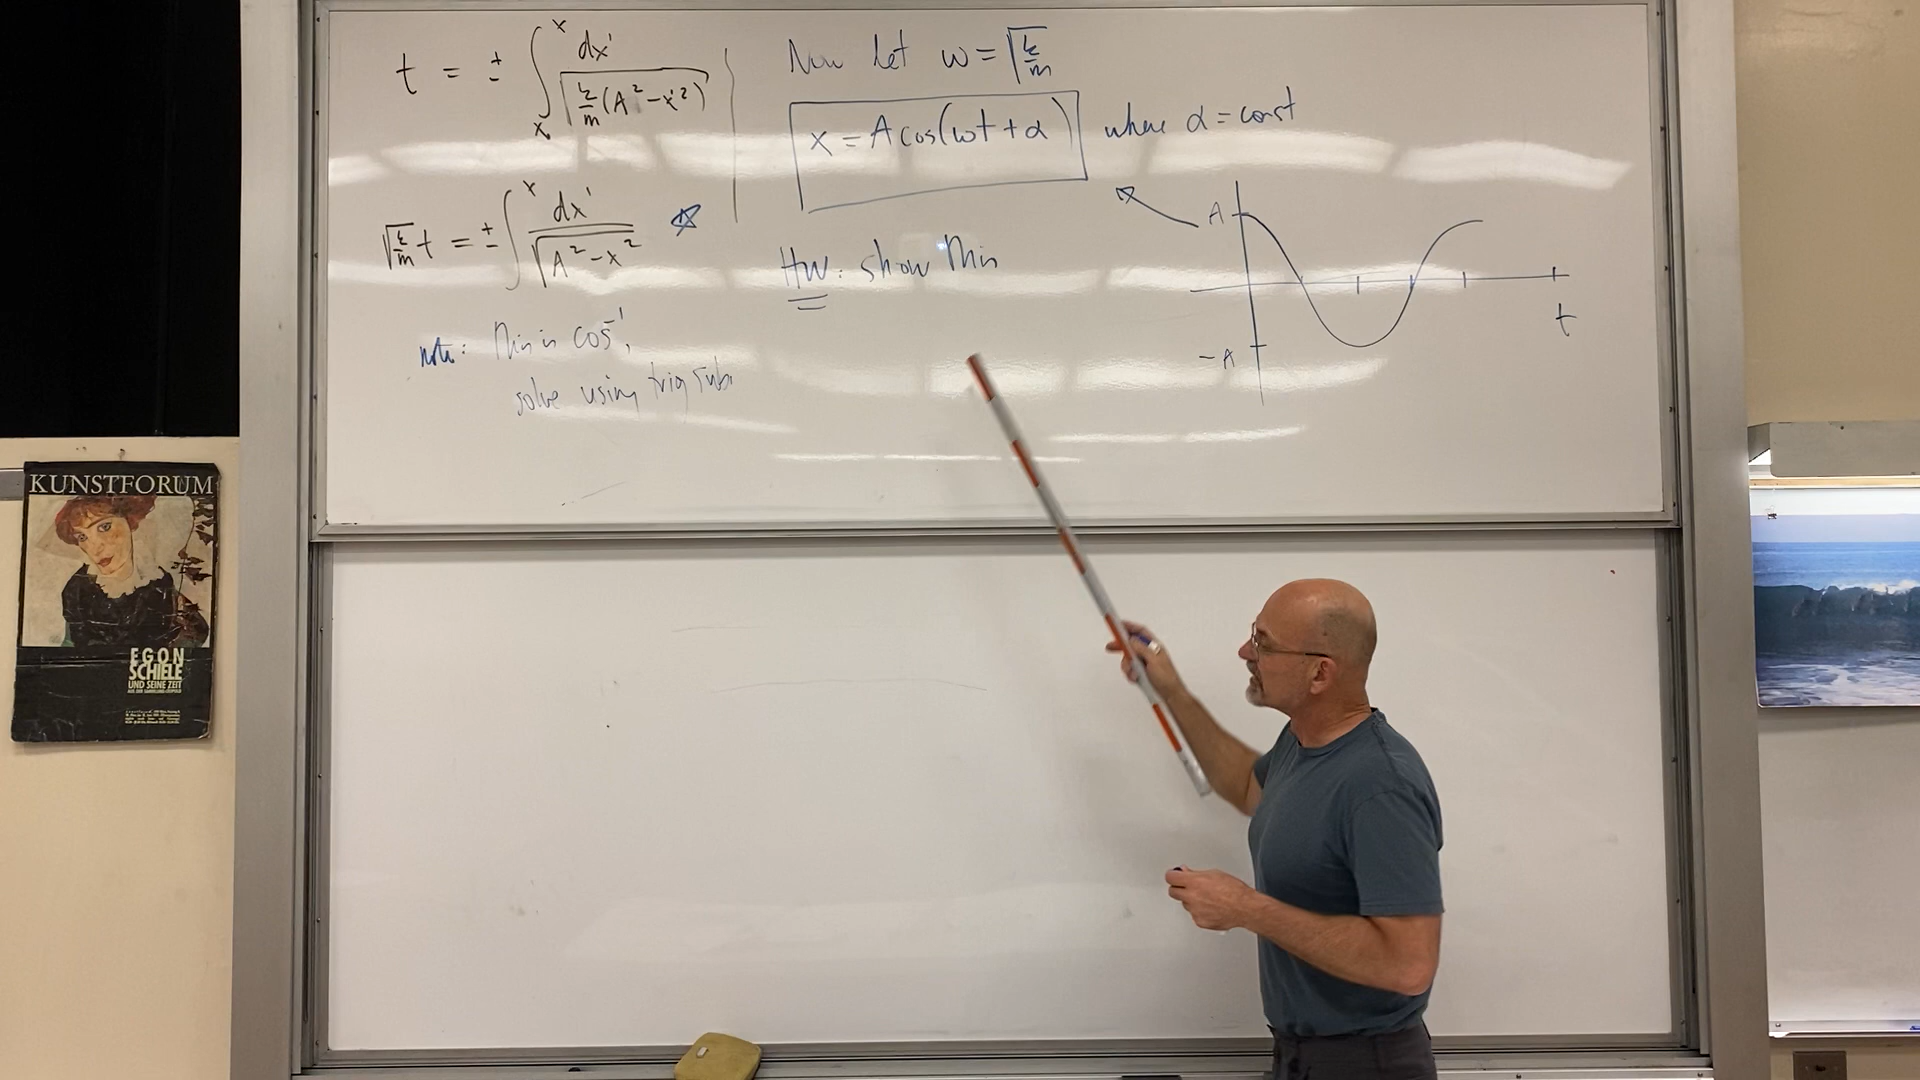 t = ± ∫ₓ₀ˣ dx' / √(k/m (A² - x'²))
√(k/m) t = ± ∫ˣ dx' / √(A² - x²) ☆
note: This is cos⁻¹,
solve using trig sub.
Now let ω = √(k/m)
x = A cos(ωt + α) where α = const
HW: show this
A
-A
t
KUNSTFORUM
EGON
SCHIELE
UND SEINE ZEIT